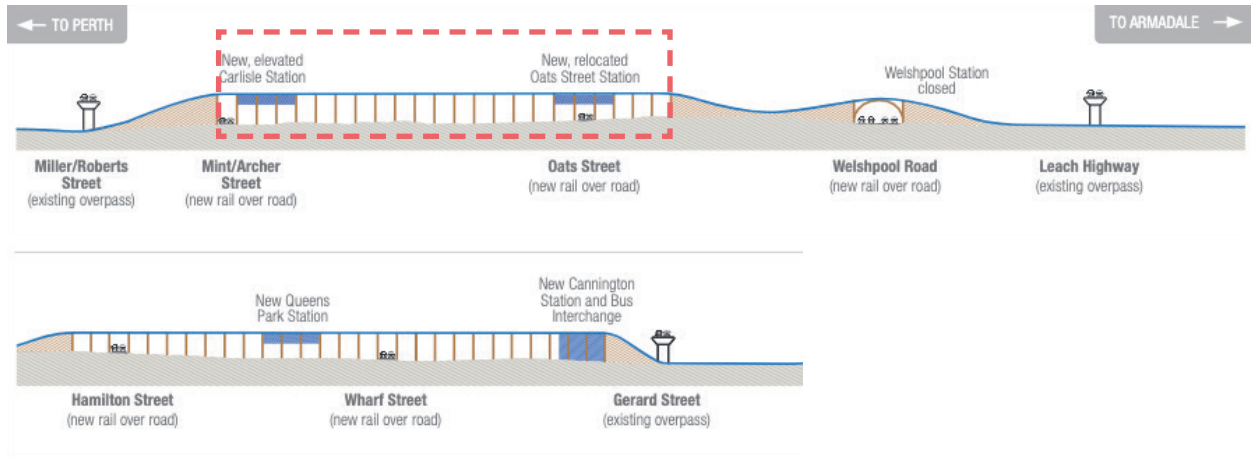 TO PERTH
TO ARMADALE
New, elevated
Carlisle Station
New, relocated
Oats Street Station
Welshpool Station
closed
Miller/Roberts
Street
(existing overpass)
Mint/Archer
Street
(new rail over road)
Oats Street
(new rail over road)
Welshpool Road
(new rail over road)
Leach Highway
(existing overpass)
New Queens
Park Station
New Cannington
Station and Bus
Interchange
Hamilton Street
(new rail over road)
Wharf Street
(new rail over road)
Gerard Street
(existing overpass)